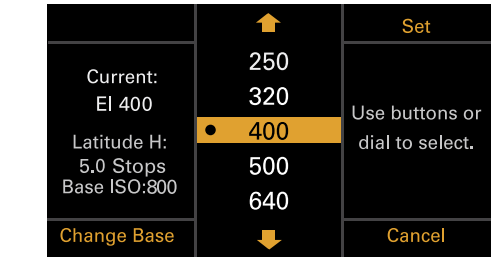 Current:
EI 400
Latitude H:
5.0 Stops
Base ISO:800
Change Base
250
320
400
500
640
Set
Use buttons or
dial to select.
Cancel